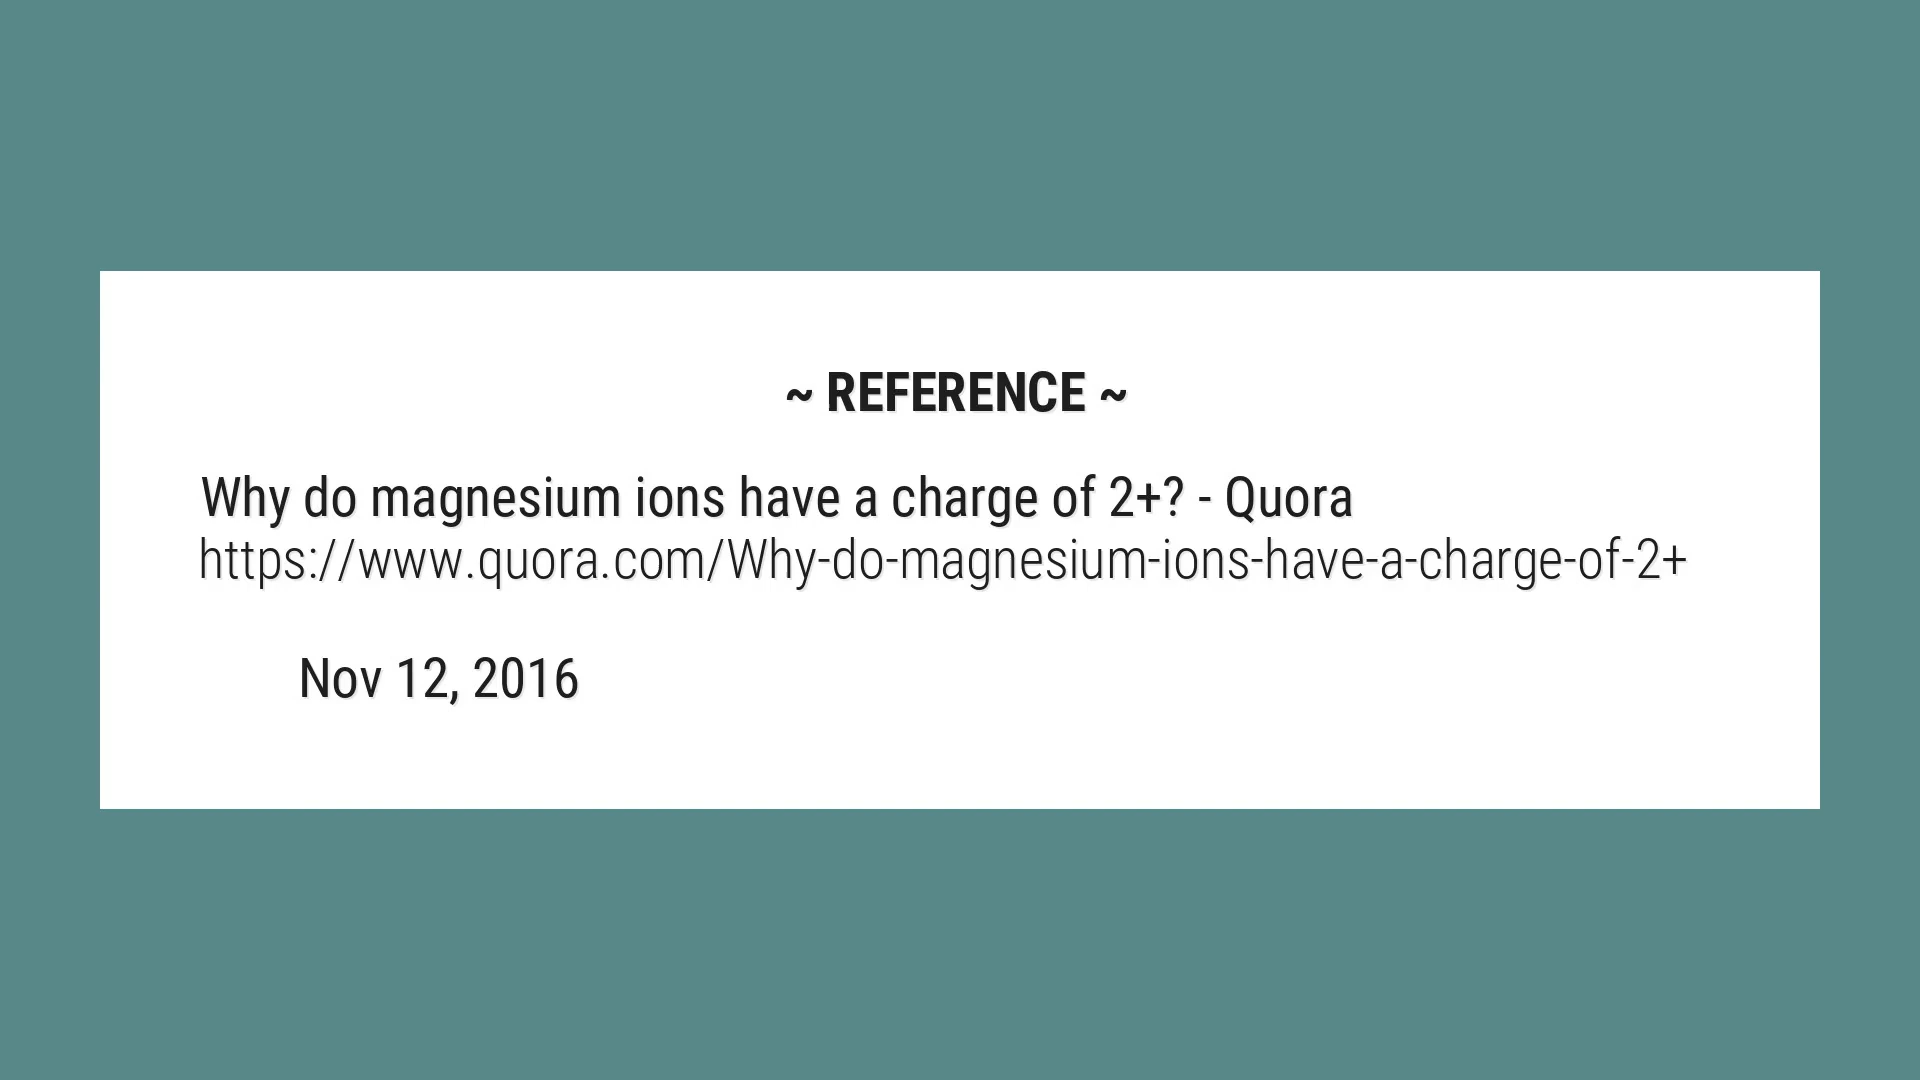 ~ REFERENCE ~
Why do magnesium ions have a charge of 2+? - Quora
https://www.quora.com/Why-do-magnesium-ions-have-a-charge-of-2+
Nov 12, 2016